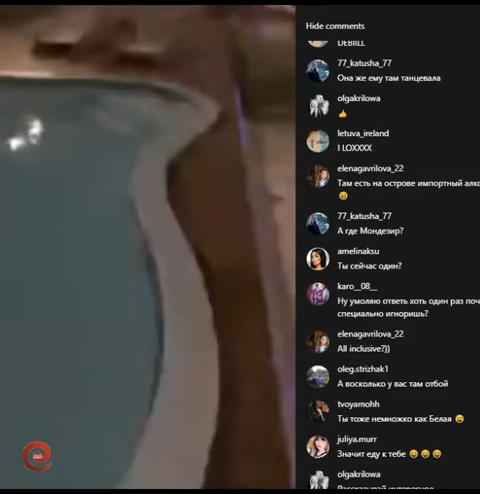 Hide comments
DEBIILL
77_katusha_77
Она же ему там танцевала
olgakrilowa
👍
letuva_ireland
I LOXXXX
elenagavrilova_22
Там есть на острове импортный
😄
77_katusha_77
А где Мондезир?
amelinaksu
Ты сейчас один?
karo__08__
Ну умоляю ответь хоть один раз
специально игноришь?
elenagavrilova_22
All inclusive?))
oleg.strizhak1
А восколько у вас там отбой
tvoyamohh
Ты тоже немножко как Белая 😅
juliya.murr
Значит еду к тебе 😂 😂 😂
olgakrilowa